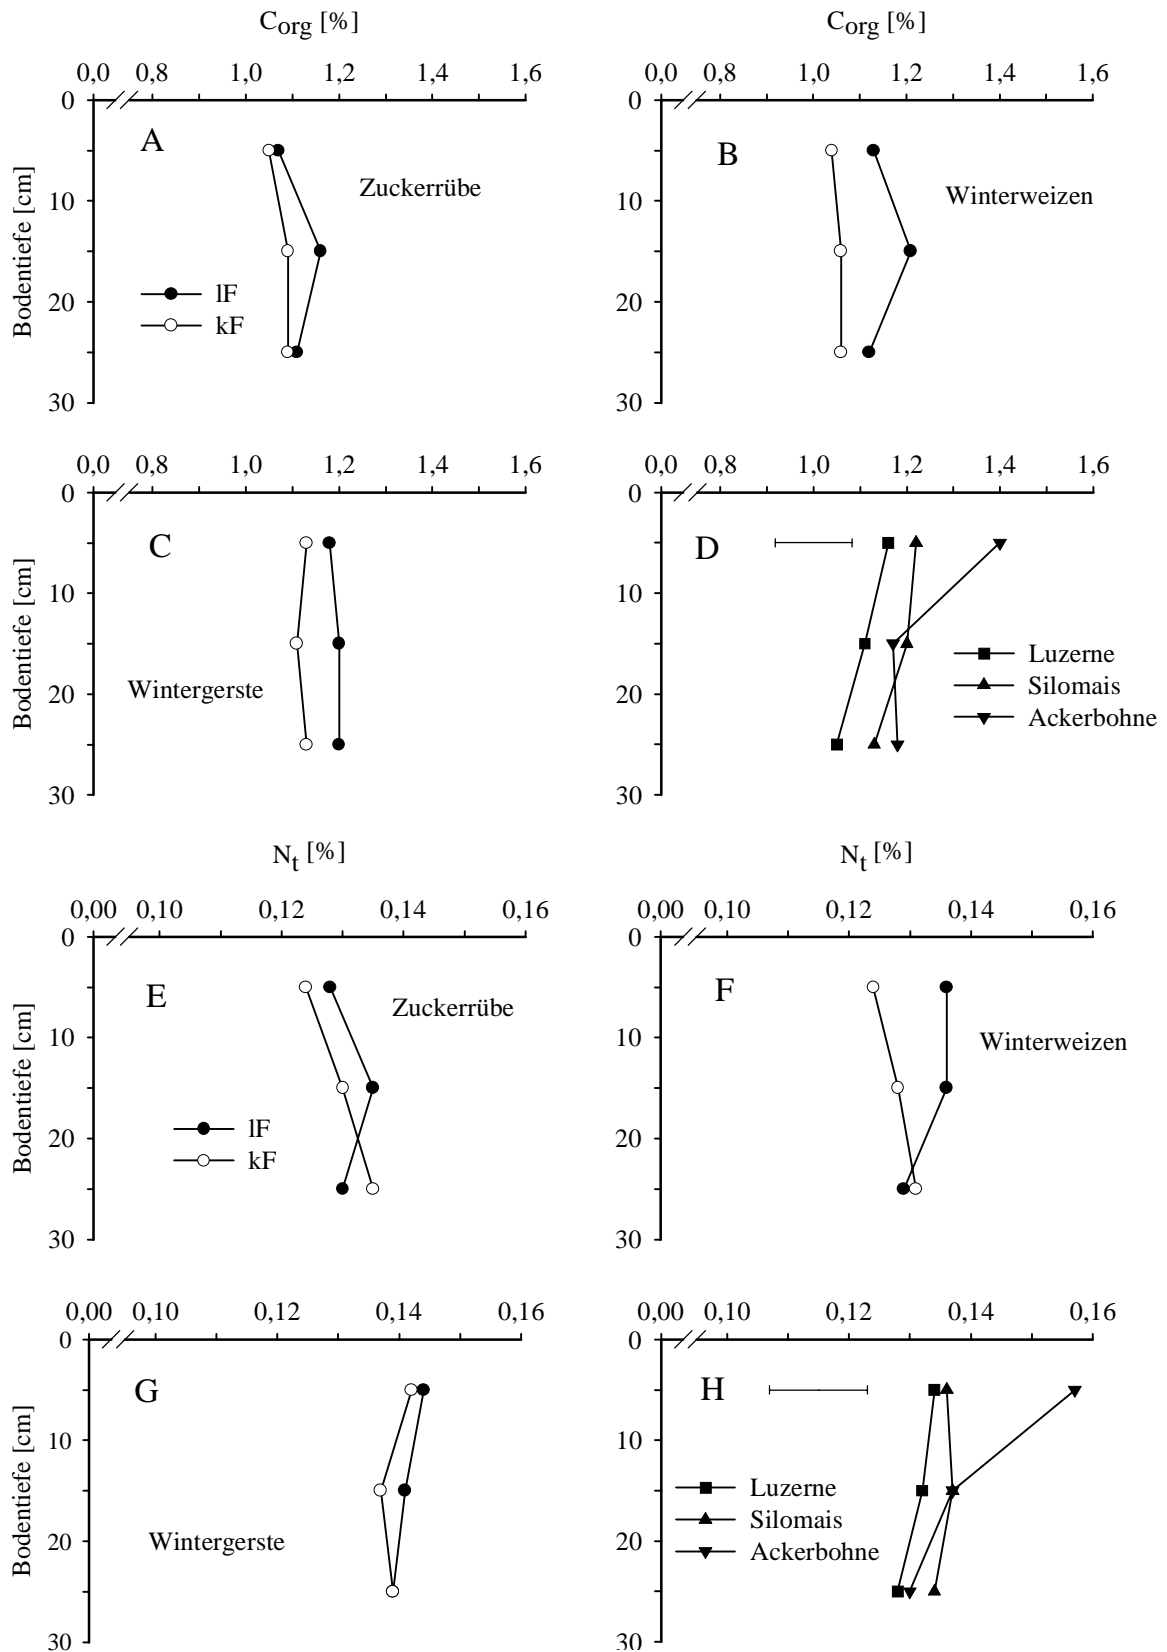 C_org [%] C_org [%]
0,0 0,8 1,0 1,2 1,4 1,6 0,0 0,8 1,0 1,2 1,4 1,6
0 0
A B
Zuckerrübe Winterweizen
10 10
Bodentiefe [cm]
lF
20 20
kF
30 30
0,0 0,8 1,0 1,2 1,4 1,6 0,0 0,8 1,0 1,2 1,4 1,6
0 0
C D
10 10
Bodentiefe [cm]
Luzerne
Silomais
Wintergerste
20 20
Ackerbohne
30 30
N_t [%] N_t [%]
0,00 0,10 0,12 0,14 0,16 0,00 0,10 0,12 0,14 0,16
0 0
E F
Zuckerrübe
10 10
Winterweizen
Bodentiefe [cm]
lF
20 20
kF
30 30
0,00 0,10 0,12 0,14 0,16 0,00 0,10 0,12 0,14 0,16
0 0
G H
10 10
Bodentiefe [cm]
Luzerne
Silomais
Wintergerste
20 20
Ackerbohne
30 30